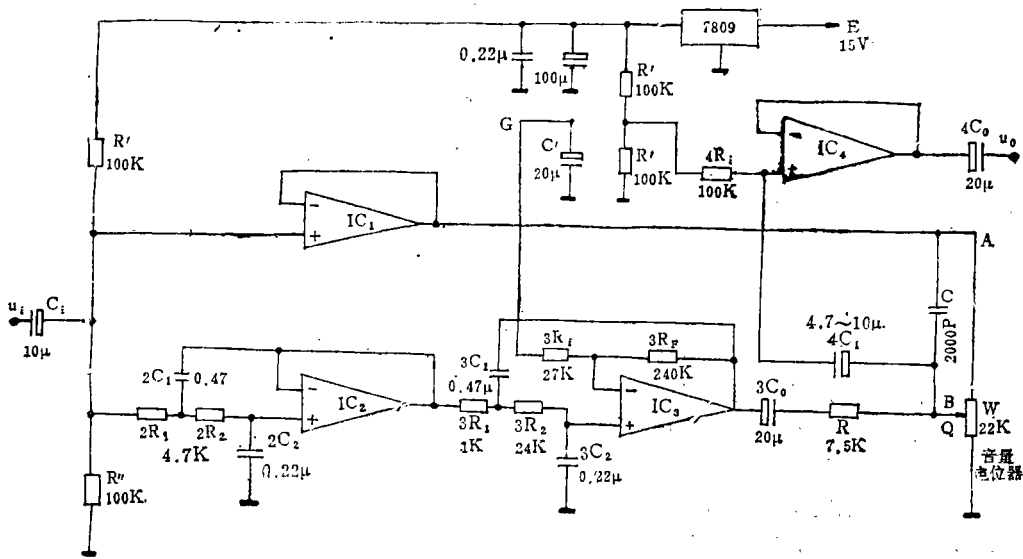 7809
E
15V
0.22μ
100μ
R′
100K
G
C′
20μ
R′
100K
R′
100K
4Rᵢ
100K
-
+
IC₄
4C₀
20μ
u₀
-
+
IC₁
A
uᵢ
Cᵢ
10μ
C
2000P
4.7~10μ
4C₁
2C₁
0.47
-
+
IC₂
2R₁
2R₂
4.7K
2C₂
0.22μ
3C₁
0.47μ
3R₁
1K
3R₂
24K
3C₂
0.22μ
3Rᵢ
27K
3R_F
240K
-
+
IC₃
3C₀
20μ
R
7.5K
B
Q
W
22K
音量
电位器
R″
100K